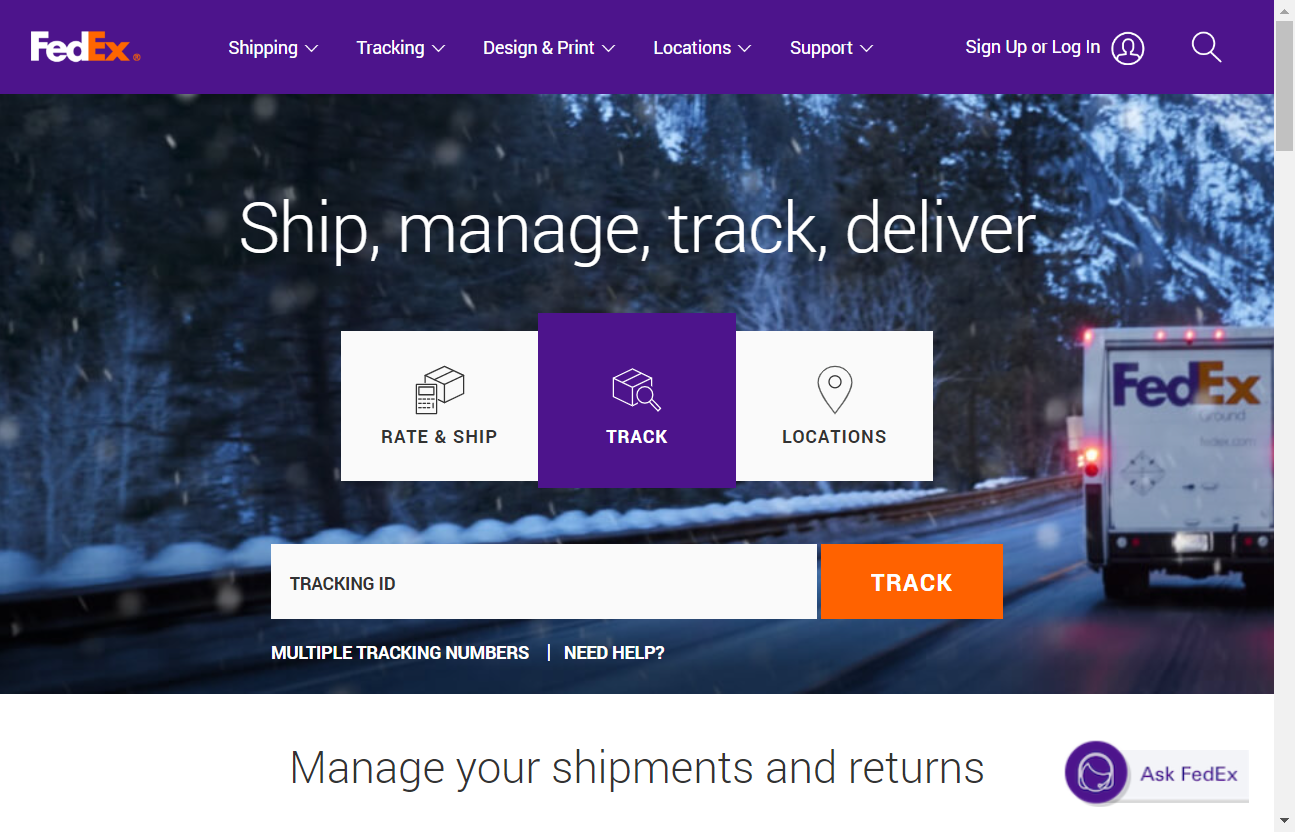 FedEx®
Shipping
Tracking
Design & Print
Locations
Support
Sign Up or Log In
Ship, manage, track, deliver
RATE & SHIP
TRACK
LOCATIONS
FedEx
Ground
fedex.com
TRACKING ID
TRACK
MULTIPLE TRACKING NUMBERS | NEED HELP?
Manage your shipments and returns
Ask FedEx